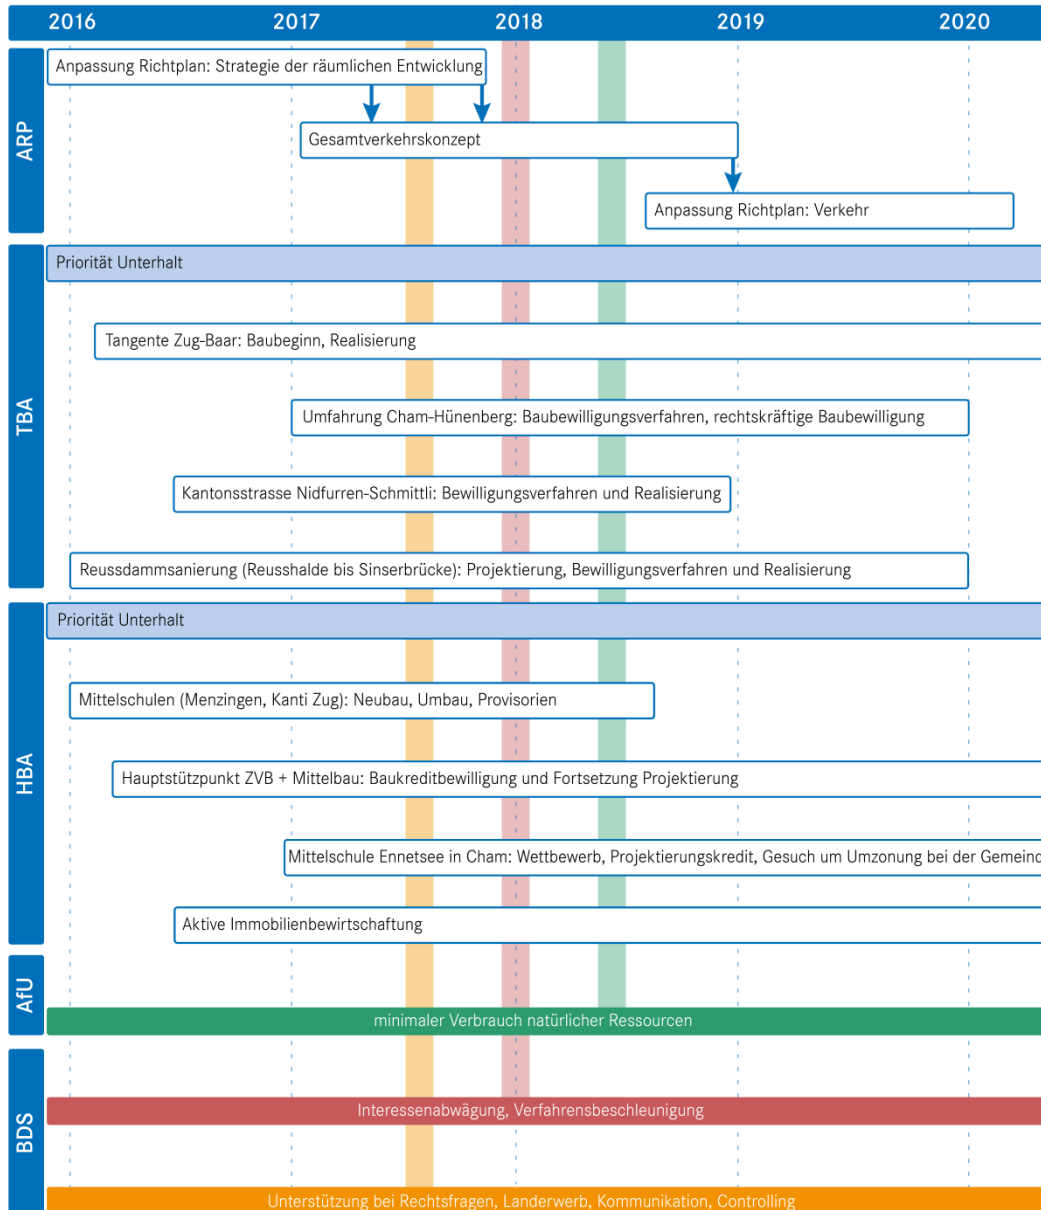 2016 2017 2018 2019 2020
ARP
Anpassung Richtplan: Strategie der räumlichen Entwicklung
Gesamtverkehrskonzept
Anpassung Richtplan: Verkehr
TBA
Priorität Unterhalt
Tangente Zug-Baar: Baubeginn, Realisierung
Umfahrung Cham-Hünenberg: Baubewilligungsverfahren, rechtskräftige Baubewilligung
Kantonsstrasse Nidfurren-Schmittli: Bewilligungsverfahren und Realisierung
Reussdammsanierung (Reusshalde bis Sinserbrücke): Projektierung, Bewilligungsverfahren und Realisierung
HBA
Priorität Unterhalt
Mittelschulen (Menzingen, Kanti Zug): Neubau, Umbau, Provisorien
Hauptstützpunkt ZVB + Mittelbau: Baukreditbewilligung und Fortsetzung Projektierung
Mittelschule Ennetsee in Cham: Wettbewerb, Projektierungskredit, Gesuch um Umzonung bei der Gemeind
Aktive Immobilienbewirtschaftung
AfU
minimaler Verbrauch natürlicher Ressourcen
BDS
Interessenabwägung, Verfahrensbeschleunigung
Unterstützung bei Rechtsfragen, Landerwerb, Kommunikation, Controlling